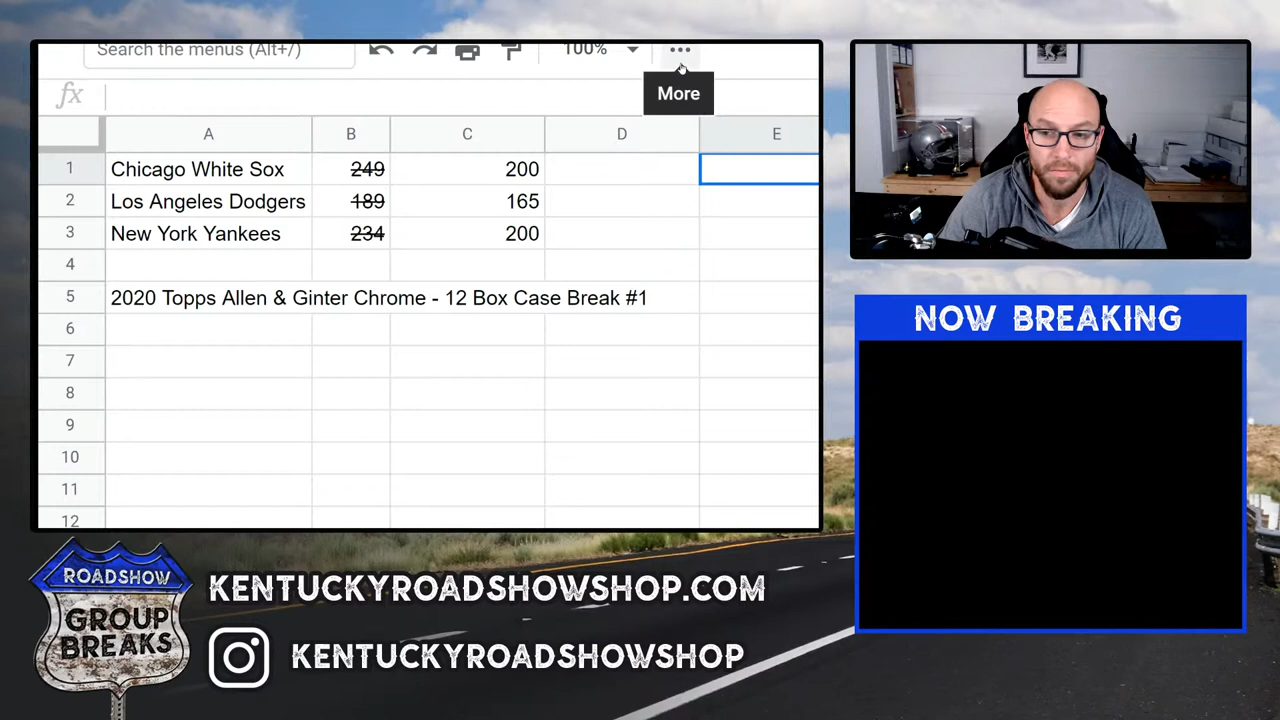 Search the menus (Alt+/)
100%
More
fx
A B C D E
1 Chicago White Sox 249 200
2 Los Angeles Dodgers 189 165
3 New York Yankees 234 200
4
5 2020 Topps Allen & Ginter Chrome - 12 Box Case Break #1
6
7
8
9
10
11
12
NOW BREAKING
ROADSHOW
GROUP
BREAKS
KENTUCKYROADSHOWSHOP.COM
KENTUCKYROADSHOWSHOP